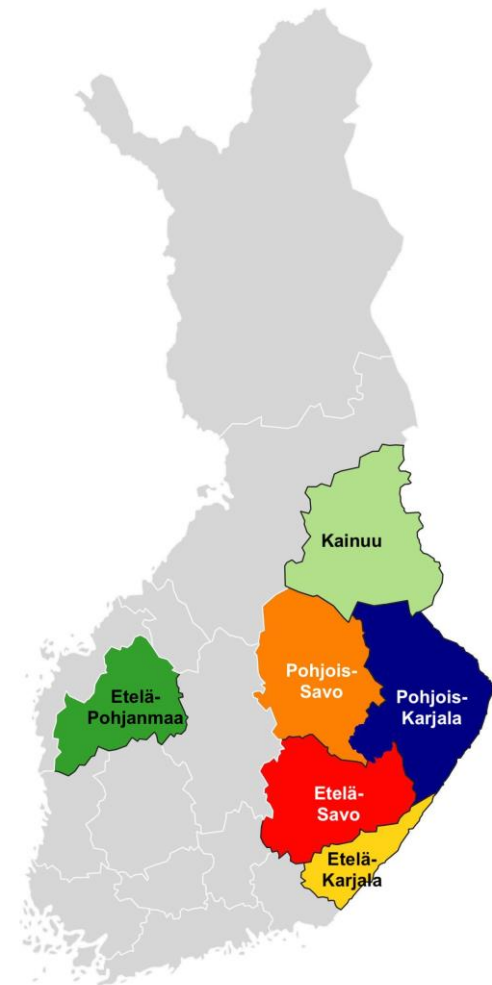 Kainuu
Pohjois-
Savo
Pohjois-
Karjala
Etelä-
Pohjanmaa
Etelä-
Savo
Etelä-
Karjala